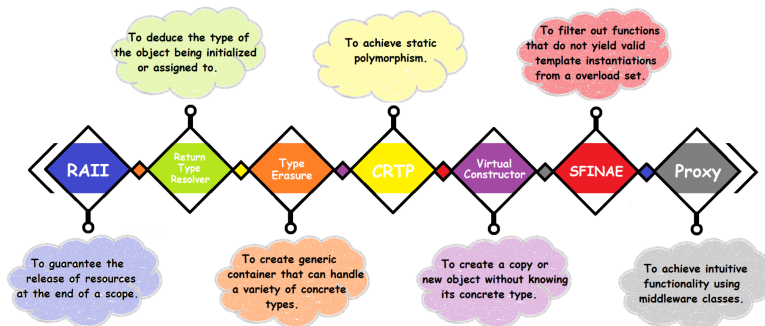 To deduce the type of
the object being initialized
or assigned to.
To achieve static
polymorphism.
To filter out functions
that do not yield valid
template instantiations
from a overload set.
RAII
Return
Type
Resolver
Type
Erasure
CRTP
Virtual
Constructor
SFINAE
Proxy
To guarantee the
release of resources
at the end of a scope.
To create generic
container that can handle
a variety of concrete
types.
To create a copy or
new object without knowing
its concrete type.
To achieve intuitive
functionality using
middleware classes.